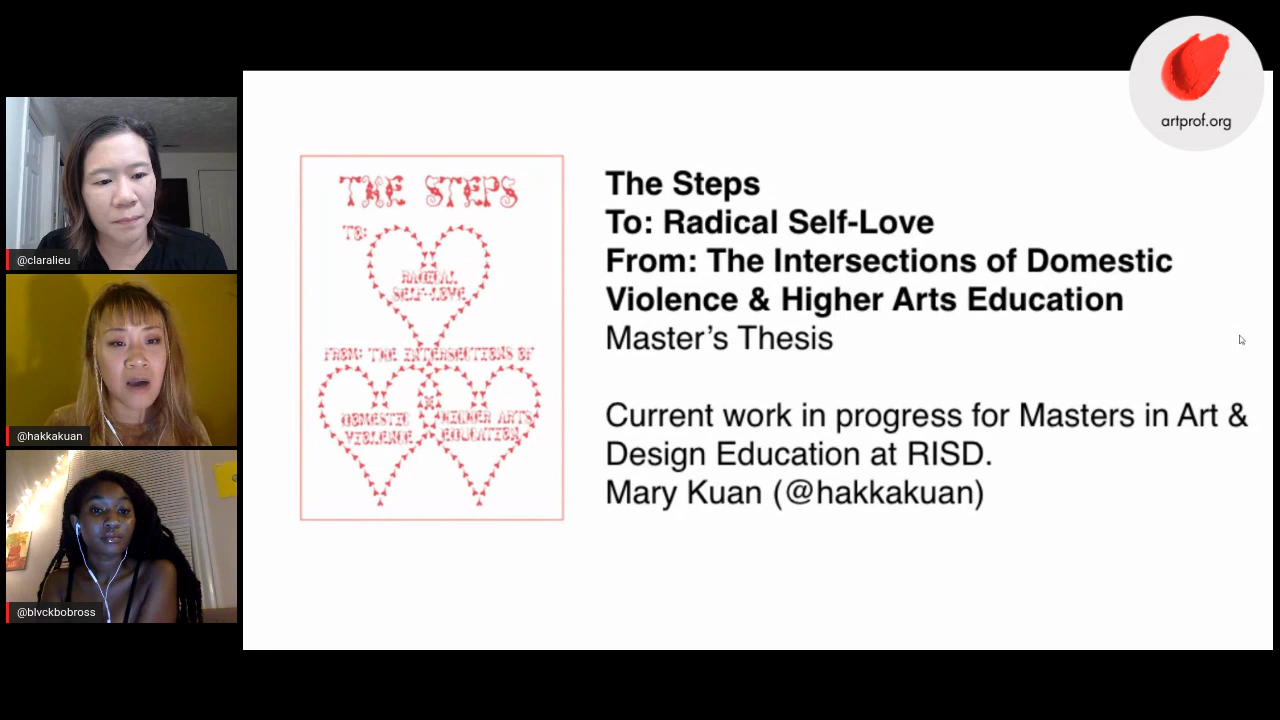 @claralieu
@hakkakuan
@blvckbobross
THE STEPS
TO:
RADICAL
SELF-LOVE
FROM: THE INTERSECTIONS OF
DOMESTIC
VIOLENCE
HIGHER ARTS
EDUCATION
The Steps
To: Radical Self-Love
From: The Intersections of Domestic
Violence & Higher Arts Education
Master's Thesis
Current work in progress for Masters in Art &
Design Education at RISD.
Mary Kuan (@hakkakuan)
artprof.org